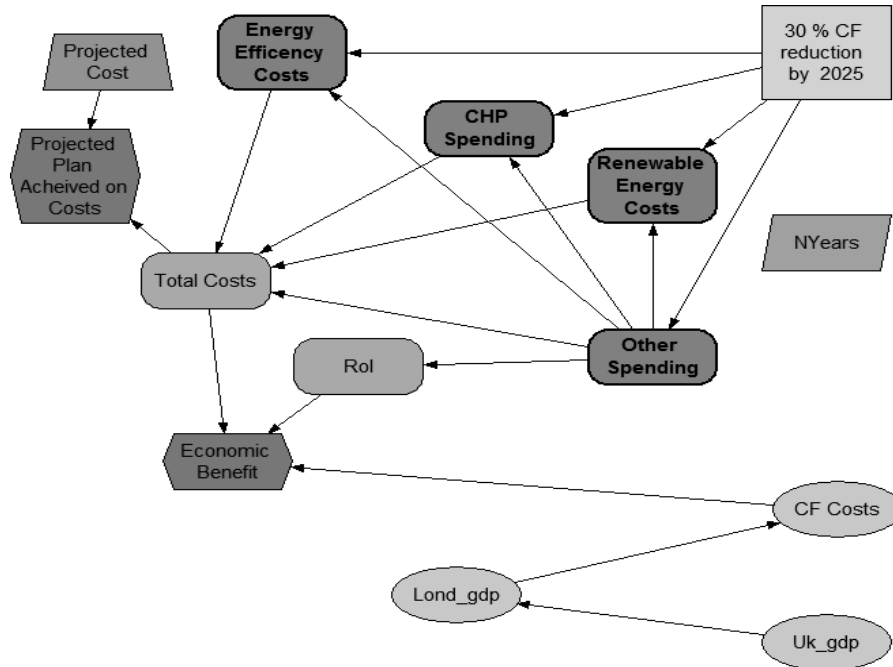 Projected
Cost
Energy
Efficency
Costs
30 % CF
reduction
by 2025
CHP
Spending
Projected
Plan
Acheived on
Costs
Renewable
Energy
Costs
NYears
Total Costs
Other
Spending
RoI
Economic
Benefit
CF Costs
Lond_gdp
Uk_gdp